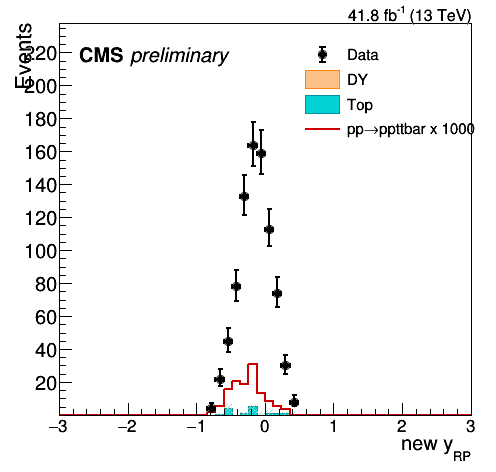 41.8 fb⁻¹ (13 TeV)
Events
CMS preliminary
Data
DY
Top
pp→ppttbar x 1000
220
200
180
160
140
120
100
80
60
40
20
−3 −2 −1 0 1 2 3
new y_RP